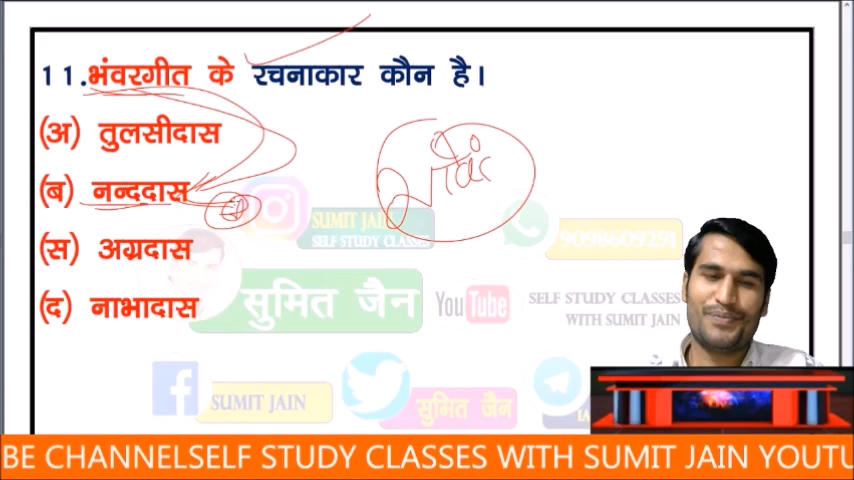 11.भंवरगीत के रचनाकार कौन है।
(अ) तुलसीदास
(ब) नन्ददास
(स) अग्रदास
(द) नाभादास
SUMIT JAIN
SELF STUDY CLASSES
9098609291
सुमित जैन
YouTube
SELF STUDY CLASSES
WITH SUMIT JAIN
SUMIT JAIN
सुमित जैन
BE CHANNELSELF STUDY CLASSES WITH SUMIT JAIN YOUTU